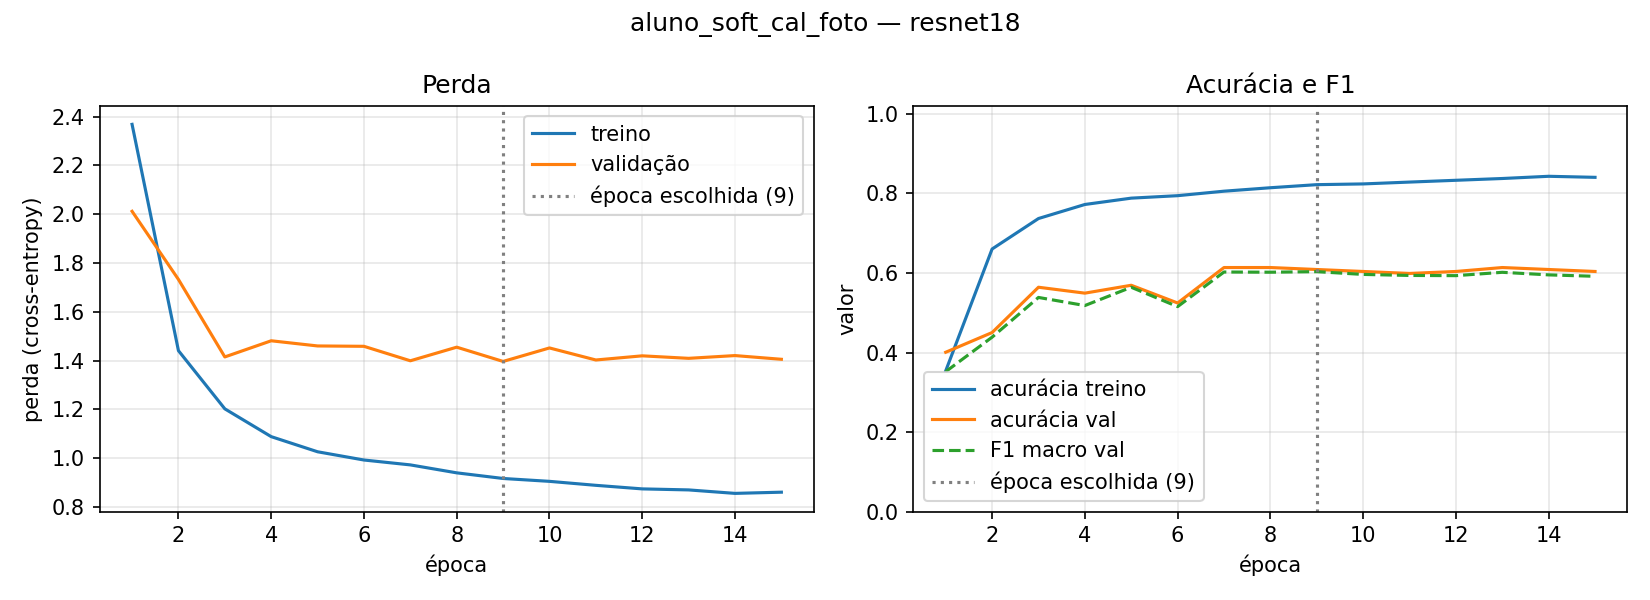 aluno_soft_cal_foto — resnet18
Perda
2.4
2.2
2.0
1.8
1.6
1.4
1.2
1.0
0.8
perda (cross-entropy)
treino
validação
época escolhida (9)
2 4 6 8 10 12 14
época
Acurácia e F1
1.0
0.8
0.6
0.4
0.2
0.0
valor
acurácia treino
acurácia val
F1 macro val
época escolhida (9)
2 4 6 8 10 12 14
época